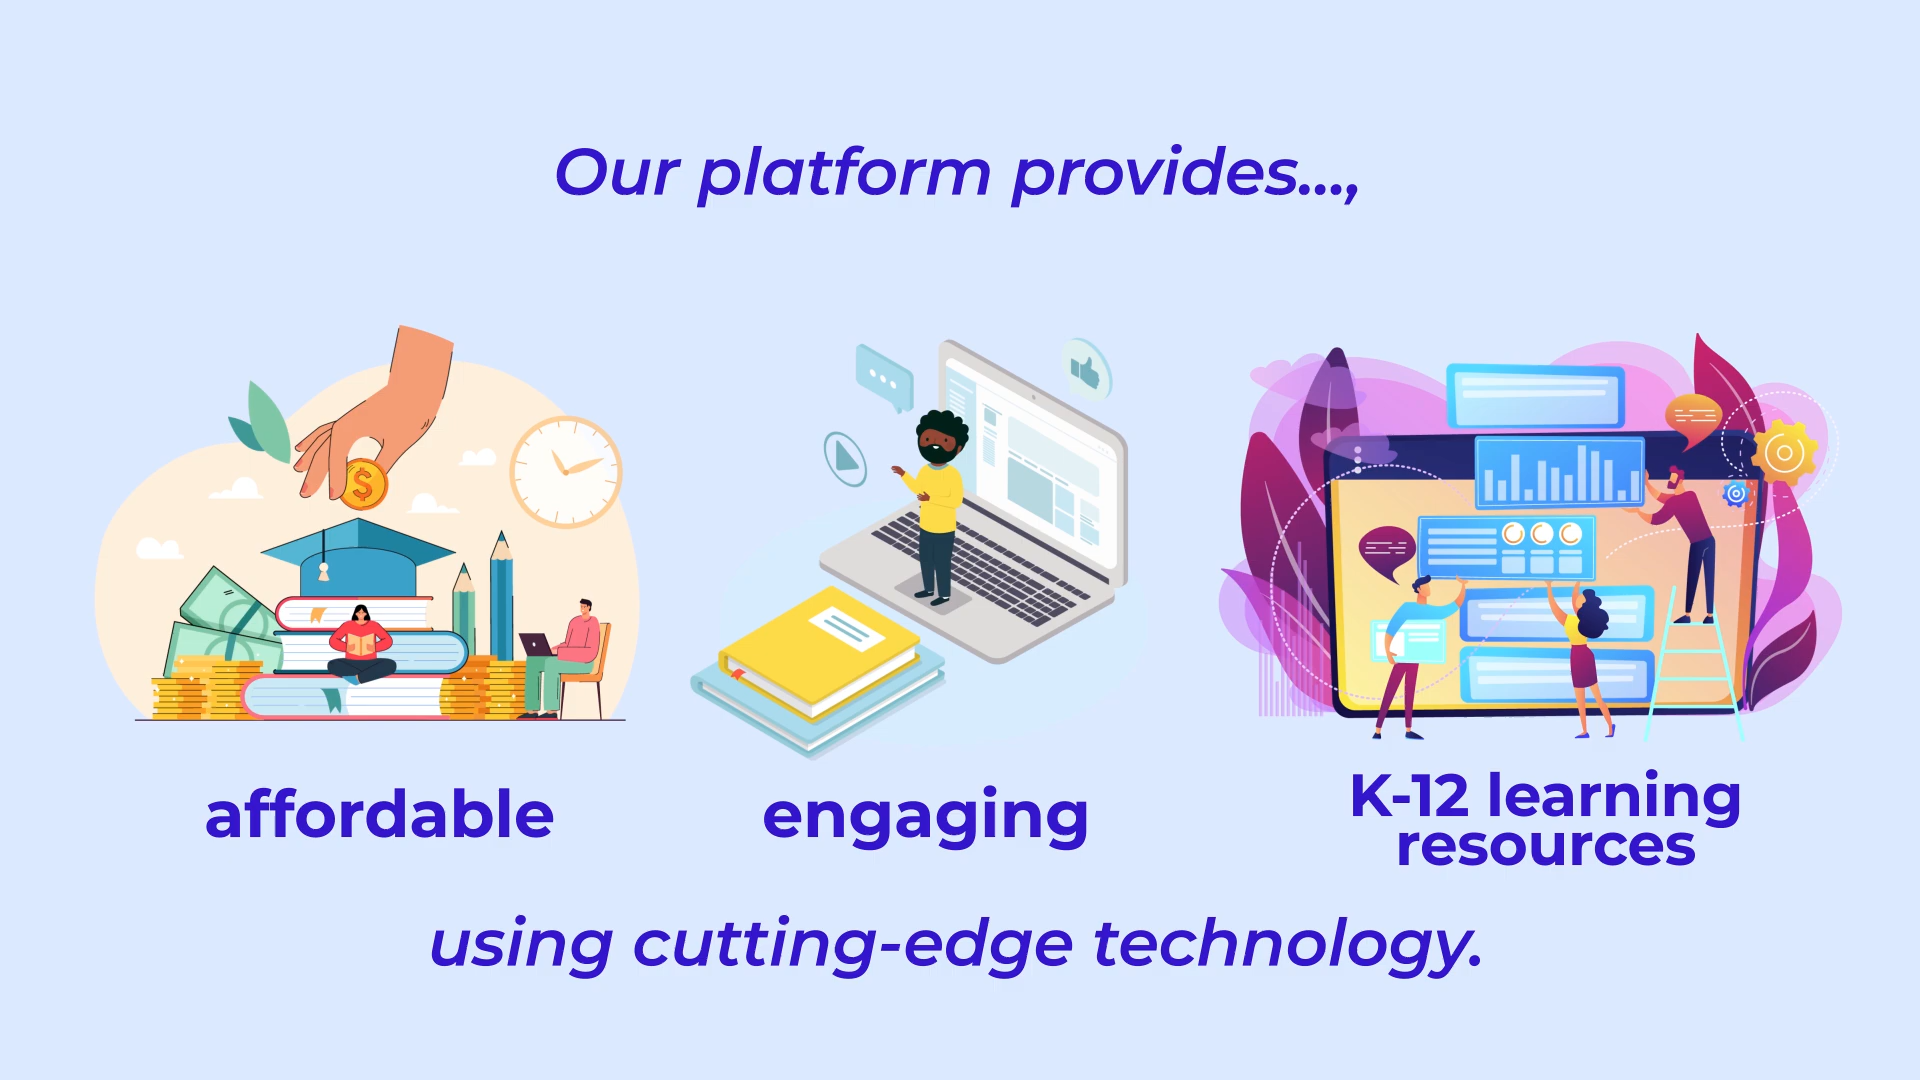 Our platform provides...,
affordable
engaging
K-12 learning
resources
using cutting-edge technology.